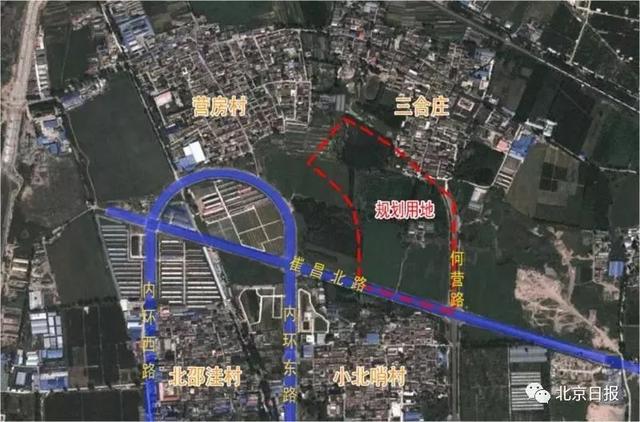 营房村
三合庄
规划用地
崔昌北路
何营路
内环西路
内环东路
北邵洼村
小北哨村
北京日报